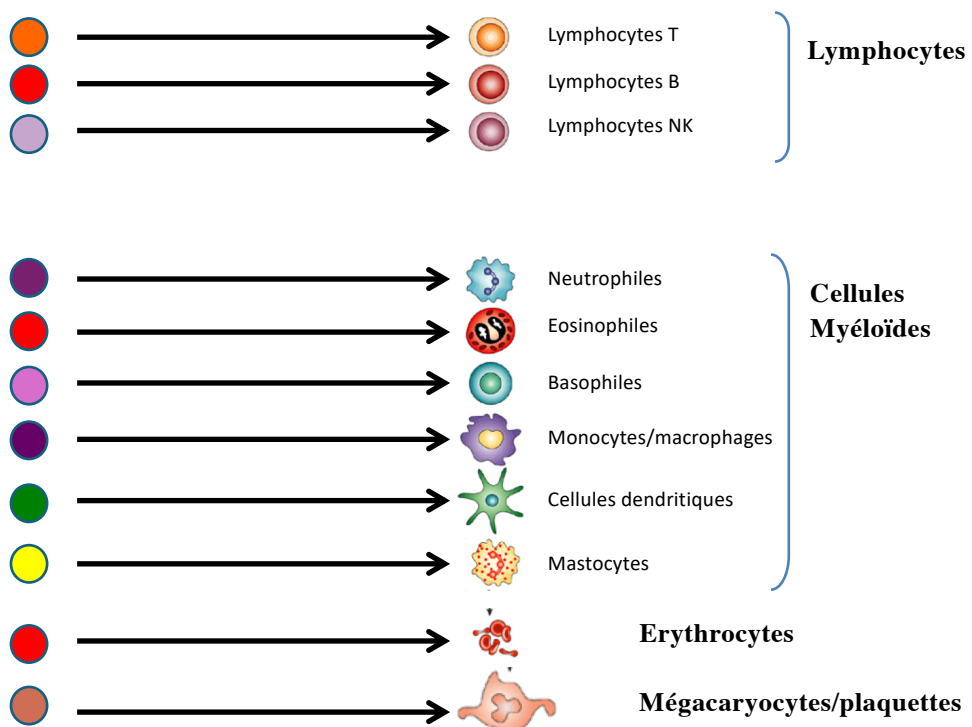 Lymphocytes T
Lymphocytes
Lymphocytes B
Lymphocytes NK
Neutrophiles
Cellules
Myéloïdes
Eosinophiles
Basophiles
Monocytes/macrophages
Cellules dendritiques
Mastocytes
Erythrocytes
Mégacaryocytes/plaquettes